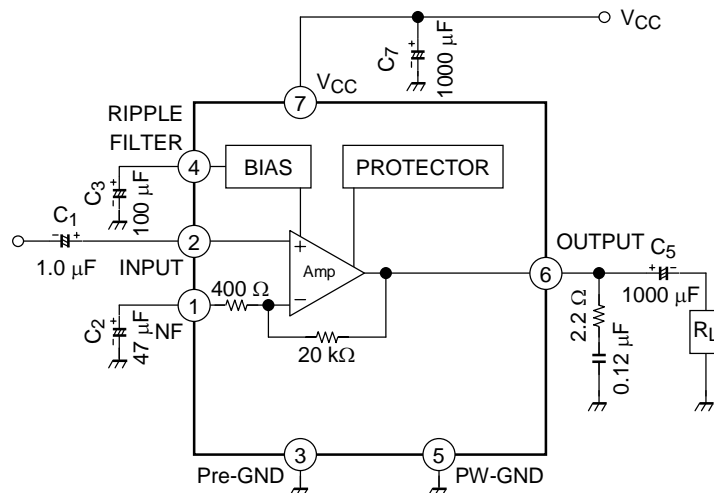 VCC
C7
1000 µF
VCC
7
RIPPLE
FILTER
4
BIAS
PROTECTOR
C3
100 µF
C1
1.0 µF
2
INPUT
+
Amp
−
OUTPUT
6
C5
1000 µF
1
400 Ω
20 kΩ
C2
47 µF
NF
2.2 Ω
0.12 µF
RL
3
Pre-GND
5
PW-GND